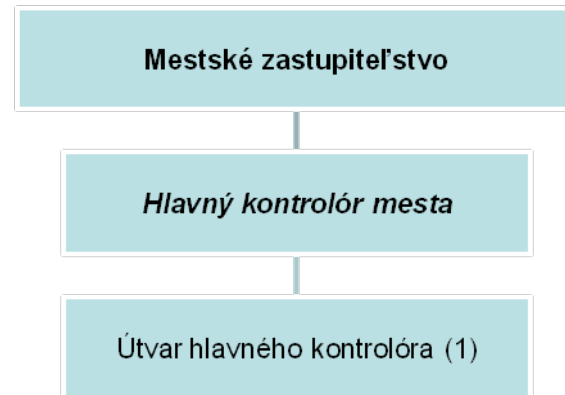 Mestské zastupiteľstvo
Hlavný kontrolór mesta
Útvar hlavného kontrolóra (1)